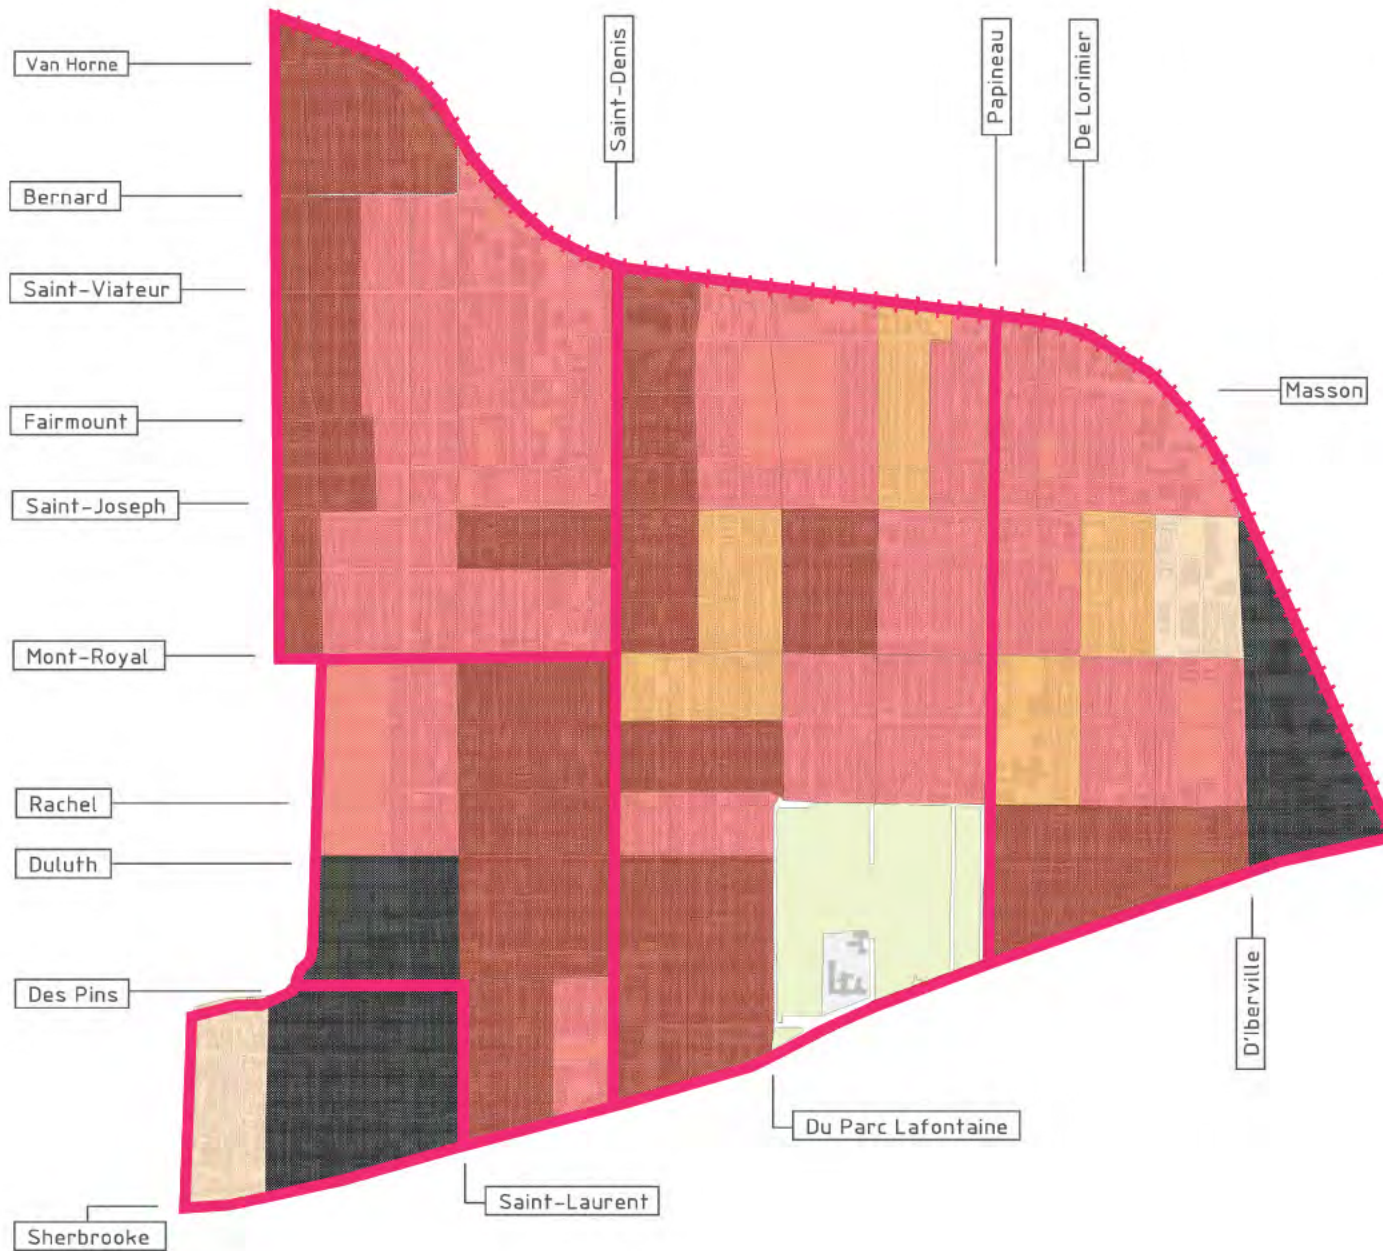 Van Horne
Saint-Denis
Papineau
De Lorimier
Bernard
Saint-Viateur
Masson
Fairmount
Saint-Joseph
Mont-Royal
Rachel
Duluth
Des Pins
D'Iberville
Du Parc Lafontaine
Saint-Laurent
Sherbrooke